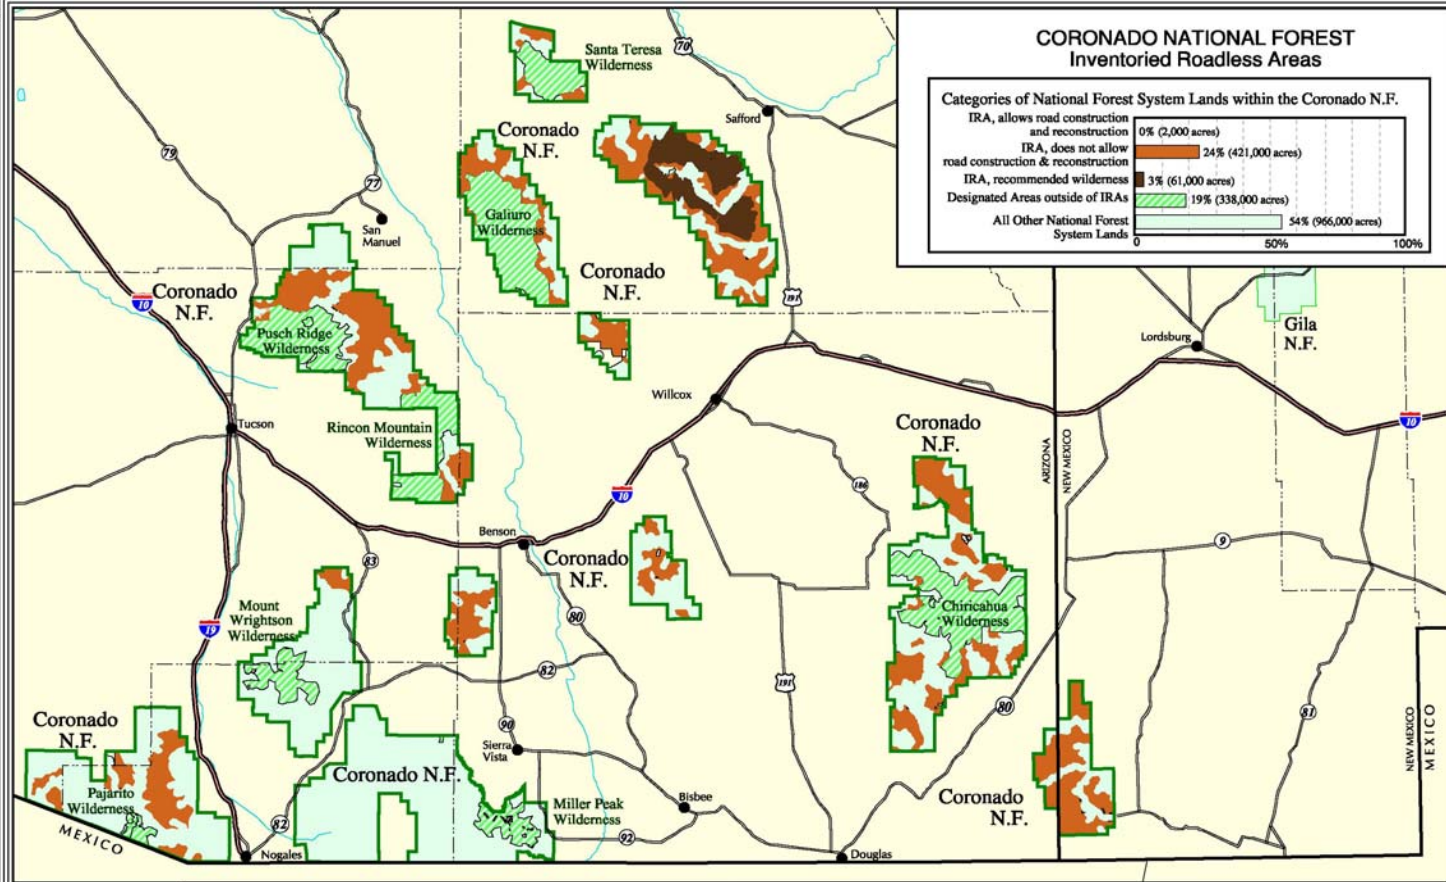 CORONADO NATIONAL FOREST
Inventoried Roadless Areas
Categories of National Forest System Lands within the Coronado N.F.
IRA, allows road construction
and reconstruction
0% (2,000 acres)
IRA, does not allow
road construction & reconstruction
24% (421,000 acres)
IRA, recommended wilderness
3% (61,000 acres)
Designated Areas outside of IRAs
19% (338,000 acres)
All Other National Forest
System Lands
54% (966,000 acres)
0
50%
100%
Santa Teresa
Wilderness
70
Safford
Coronado
N.F.
79
77
San
Manuel
Galiuro
Wilderness
Coronado
N.F.
191
10
Coronado
N.F.
Pusch Ridge
Wilderness
Gila
N.F.
Lordsburg
Willcox
Tucson
Rincon Mountain
Wilderness
Coronado
N.F.
10
ARIZONA
NEW MEXICO
10
186
Benson
Coronado
N.F.
9
83
Mount
Wrightson
Wilderness
19
80
Chiricahua
Wilderness
82
191
80
81
NEW MEXICO
MEXICO
Coronado
N.F.
90
Sierra
Vista
Coronado N.F.
Pajarito
Wilderness
Miller Peak
Wilderness
Bisbee
Coronado
N.F.
82
92
MEXICO
Nogales
Douglas